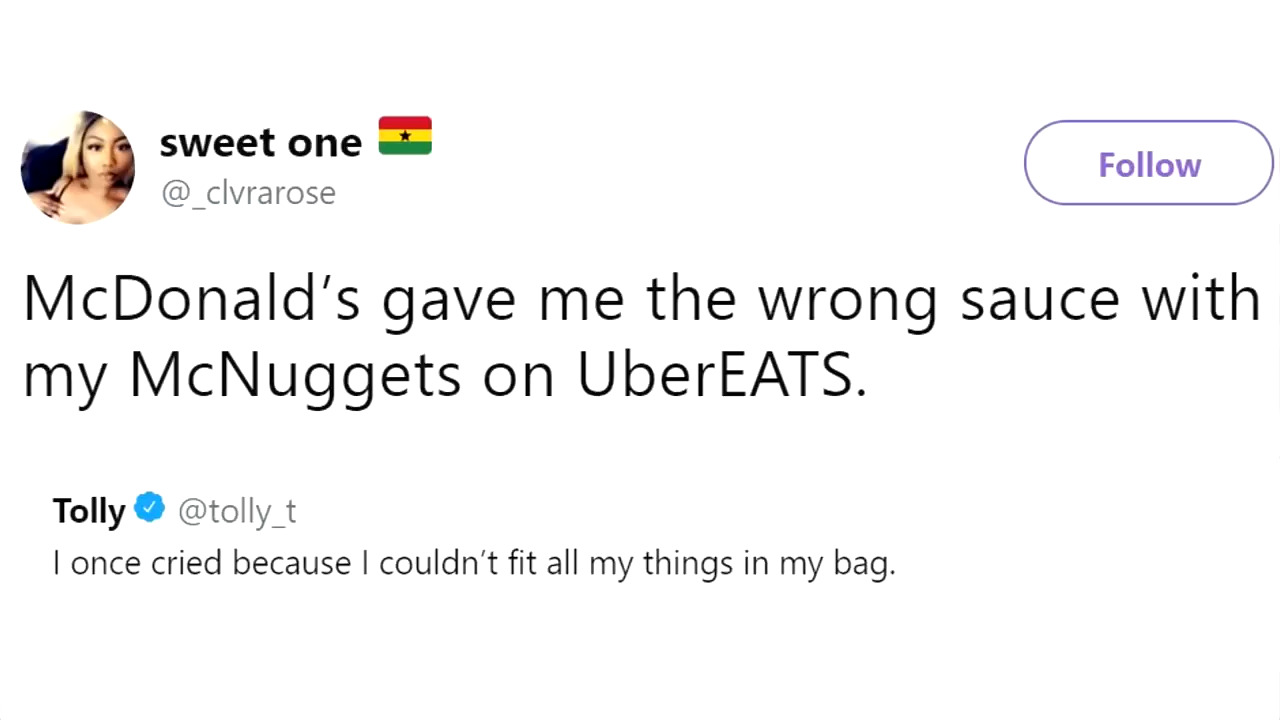 sweet one 🇬🇭
@_clvrarose
Follow
McDonald’s gave me the wrong sauce with
my McNuggets on UberEATS.
Tolly @tolly_t
I once cried because I couldn’t fit all my things in my bag.